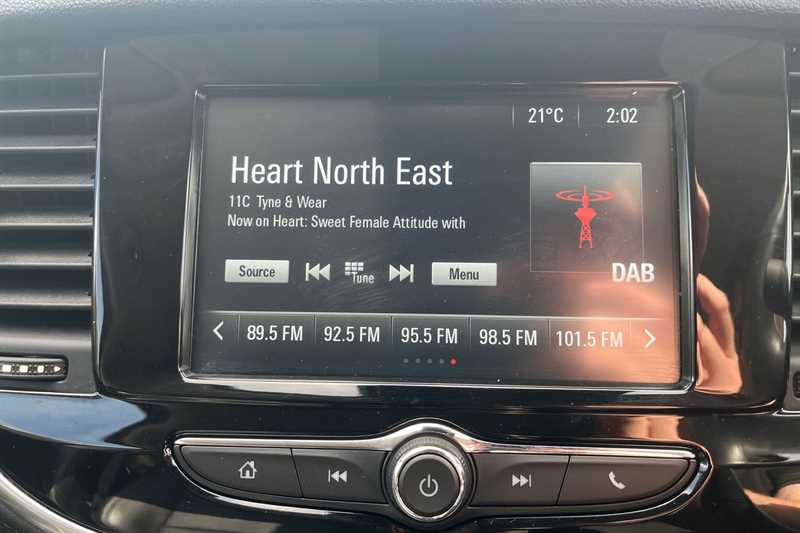 21°C 2:02
Heart North East
11C Tyne & Wear
Now on Heart: Sweet Female Attitude with
DAB
Source Tune Menu
89.5 FM 92.5 FM 95.5 FM 98.5 FM 101.5 FM